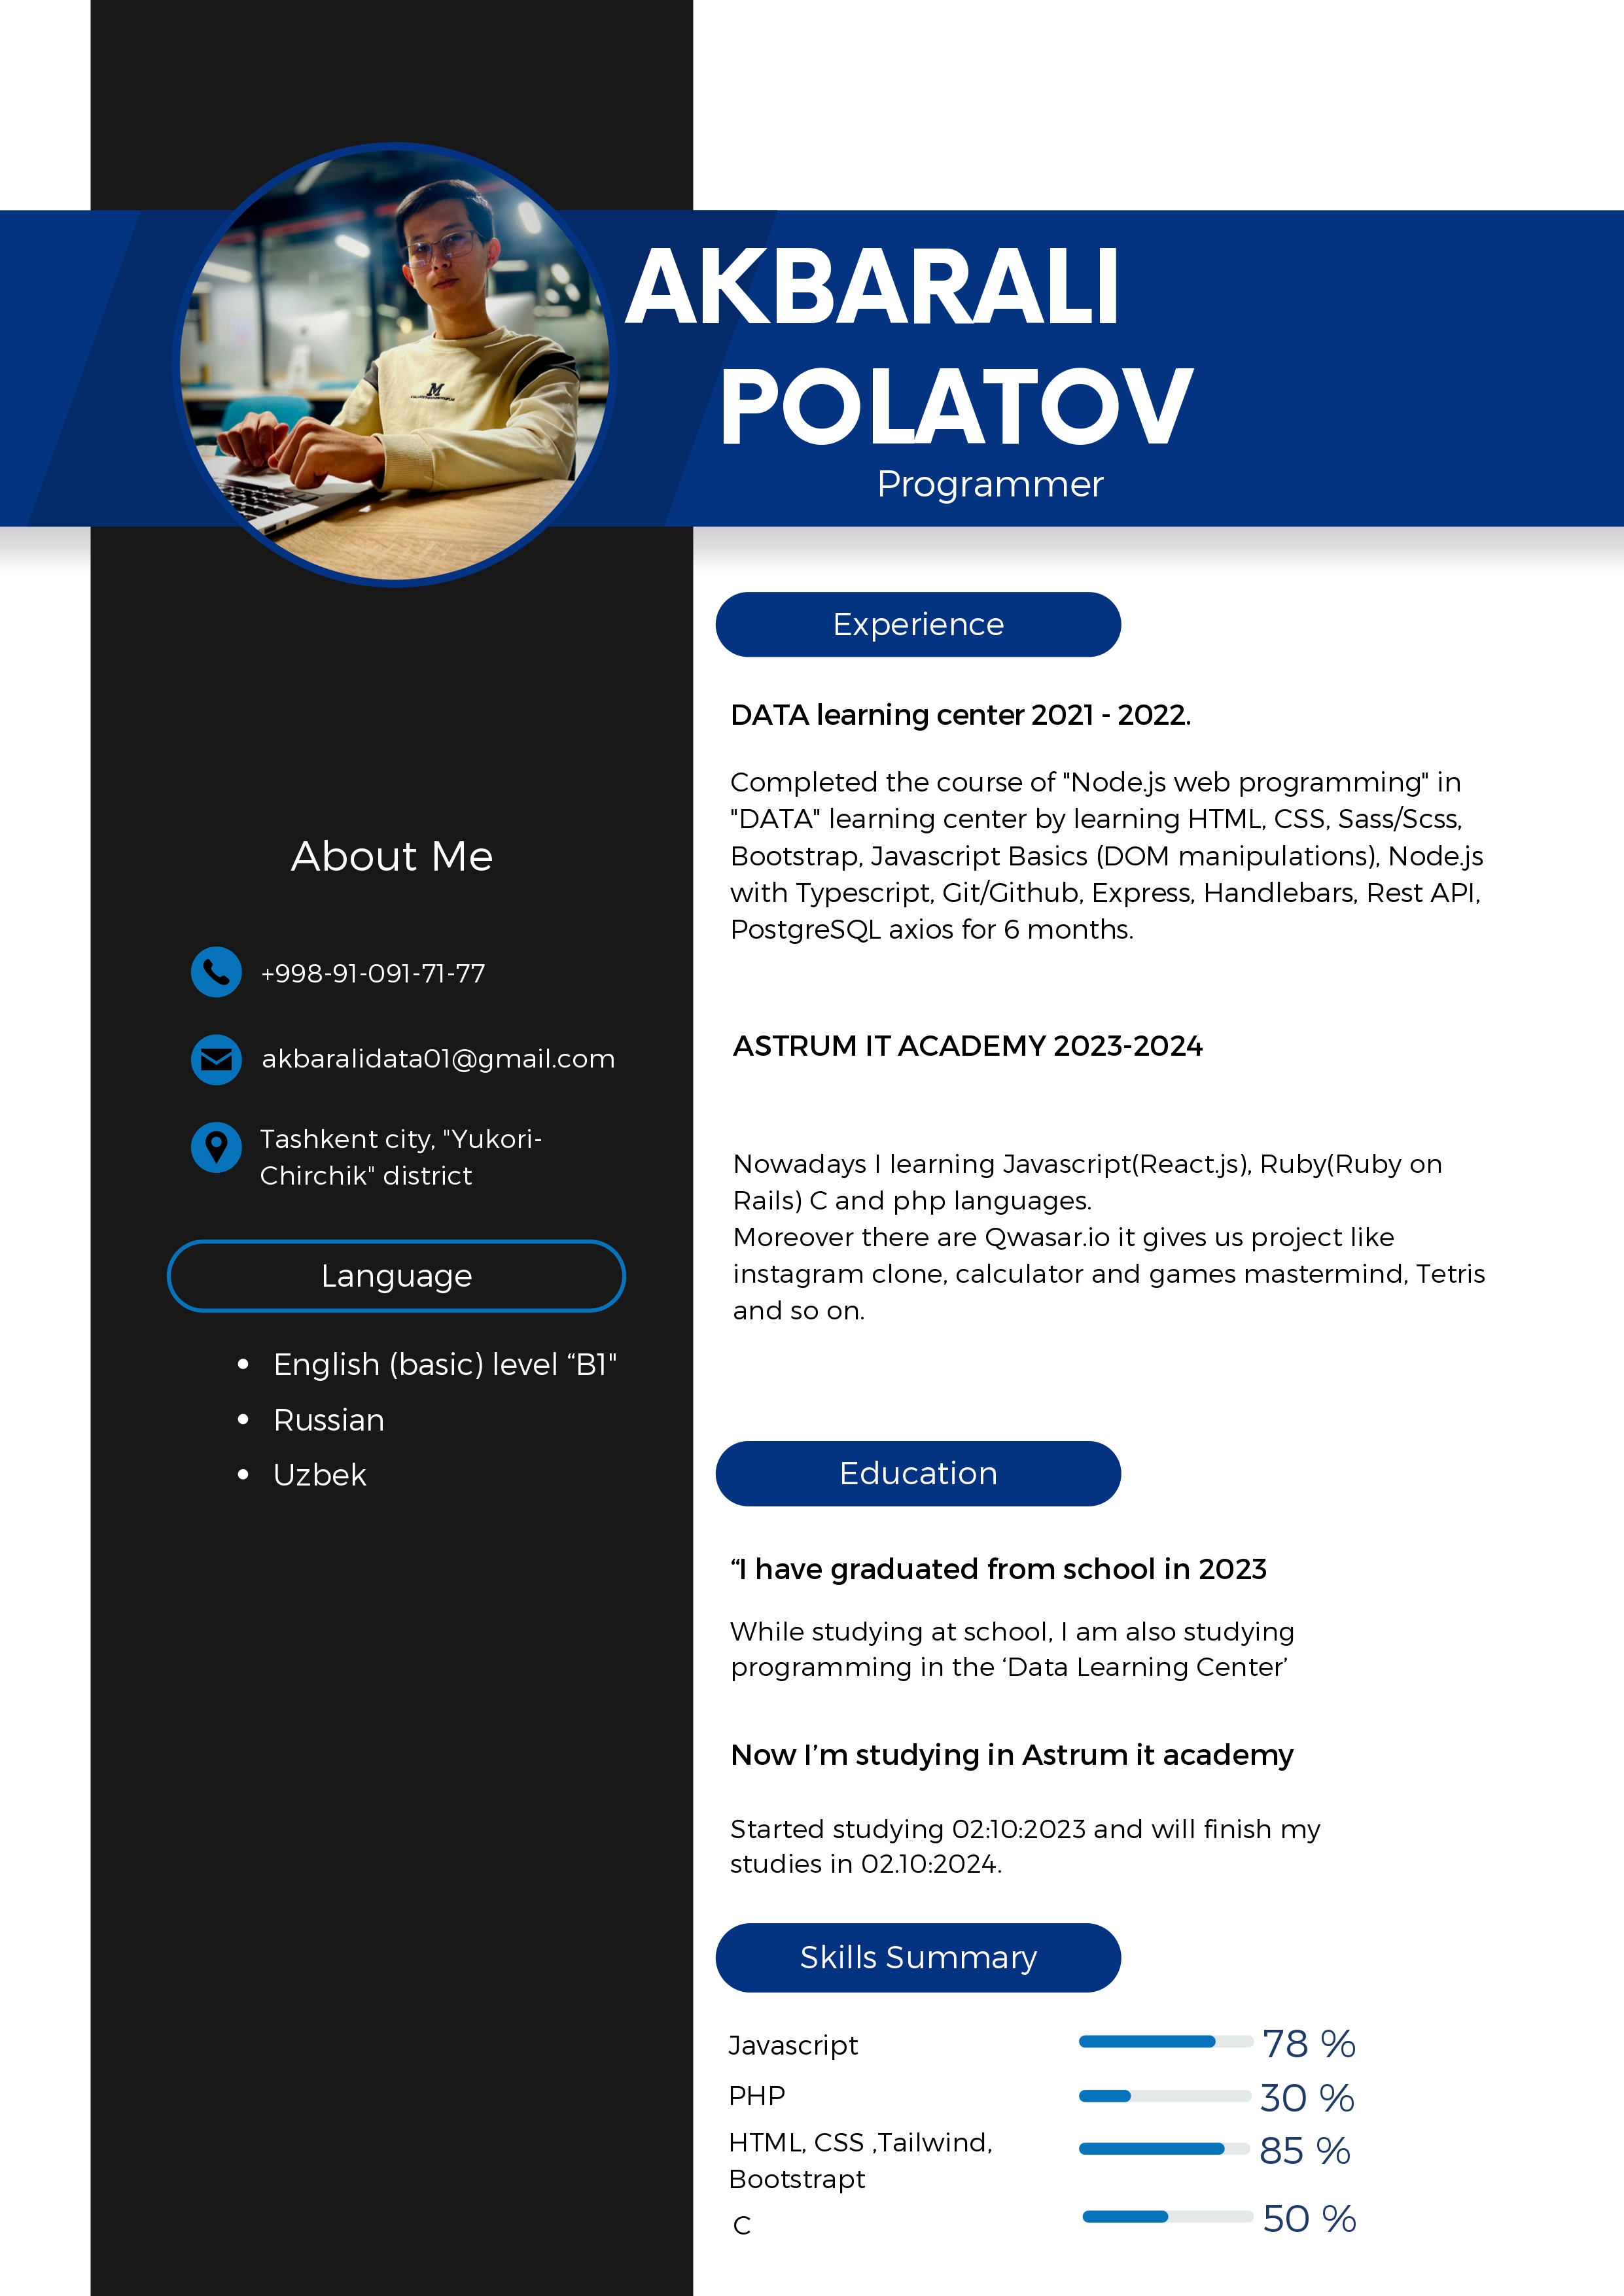 AKBARALI
POLATOV
Programmer
About Me
+998-91-091-71-77
akbaralidata01@gmail.com
Tashkent city, "Yukori-
Chirchik" district
Language
• English (basic) level “B1"
• Russian
• Uzbek
Experience
DATA learning center 2021 - 2022.
Completed the course of "Node.js web programming" in
"DATA" learning center by learning HTML, CSS, Sass/Scss,
Bootstrap, Javascript Basics (DOM manipulations), Node.js
with Typescript, Git/Github, Express, Handlebars, Rest API,
PostgreSQL axios for 6 months.
ASTRUM IT ACADEMY 2023-2024
Nowadays I learning Javascript(React.js), Ruby(Ruby on
Rails) C and php languages.
Moreover there are Qwasar.io it gives us project like
instagram clone, calculator and games mastermind, Tetris
and so on.
Education
“I have graduated from school in 2023
While studying at school, I am also studying
programming in the ‘Data Learning Center’
Now I’m studying in Astrum it academy
Started studying 02:10:2023 and will finish my
studies in 02.10:2024.
Skills Summary
Javascript 78 %
PHP 30 %
HTML, CSS ,Tailwind, 85 %
Bootstrapt
C 50 %